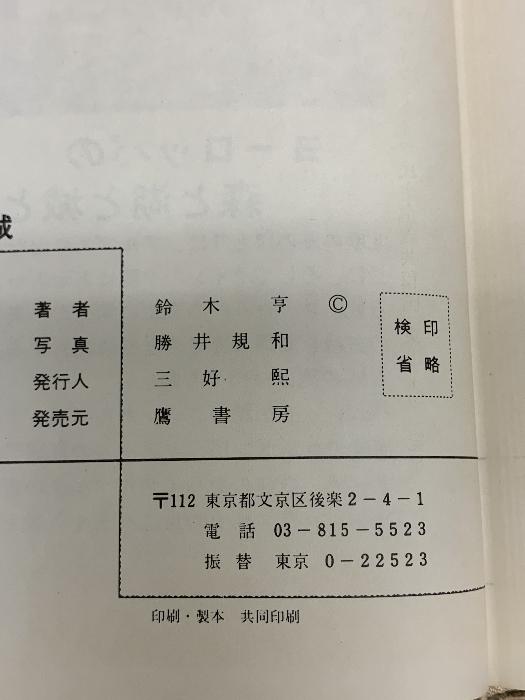 城
著者 鈴木亨 ©
写真 勝井規和
発行人 三好熙
発売元 鷹書房
検印
省略
〒112 東京都文京区後楽2-4-1
電話 03-815-5523
振替 東京 0-22523
印刷・製本 共同印刷